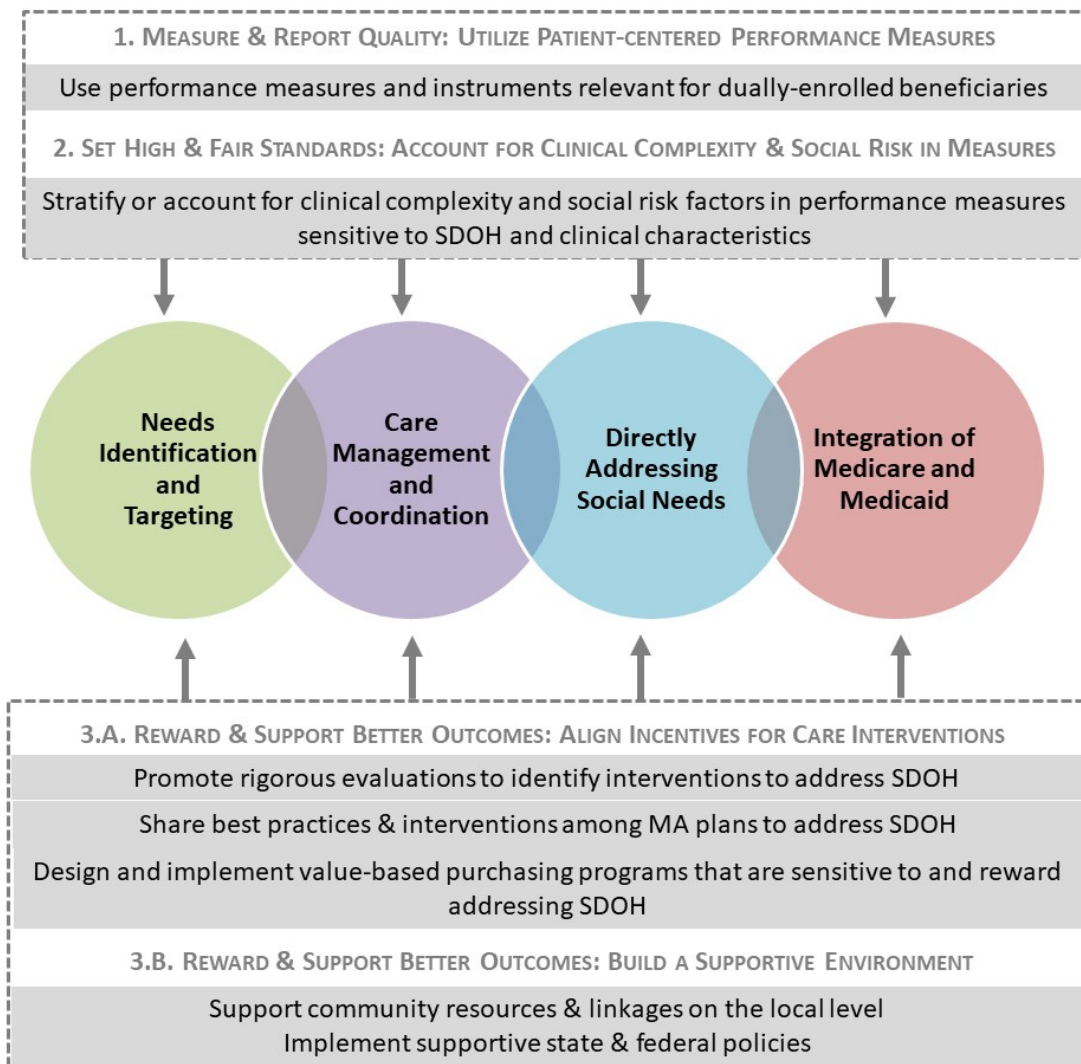 1. MEASURE & REPORT QUALITY: UTILIZE PATIENT-CENTERED PERFORMANCE MEASURES
Use performance measures and instruments relevant for dually-enrolled beneficiaries
2. SET HIGH & FAIR STANDARDS: ACCOUNT FOR CLINICAL COMPLEXITY & SOCIAL RISK IN MEASURES
Stratify or account for clinical complexity and social risk factors in performance measures
sensitive to SDOH and clinical characteristics
Needs
Identification
and
Targeting
Care
Management
and
Coordination
Directly
Addressing
Social Needs
Integration of
Medicare and
Medicaid
3.A. REWARD & SUPPORT BETTER OUTCOMES: ALIGN INCENTIVES FOR CARE INTERVENTIONS
Promote rigorous evaluations to identify interventions to address SDOH
Share best practices & interventions among MA plans to address SDOH
Design and implement value-based purchasing programs that are sensitive to and reward
addressing SDOH
3.B. REWARD & SUPPORT BETTER OUTCOMES: BUILD A SUPPORTIVE ENVIRONMENT
Support community resources & linkages on the local level
Implement supportive state & federal policies